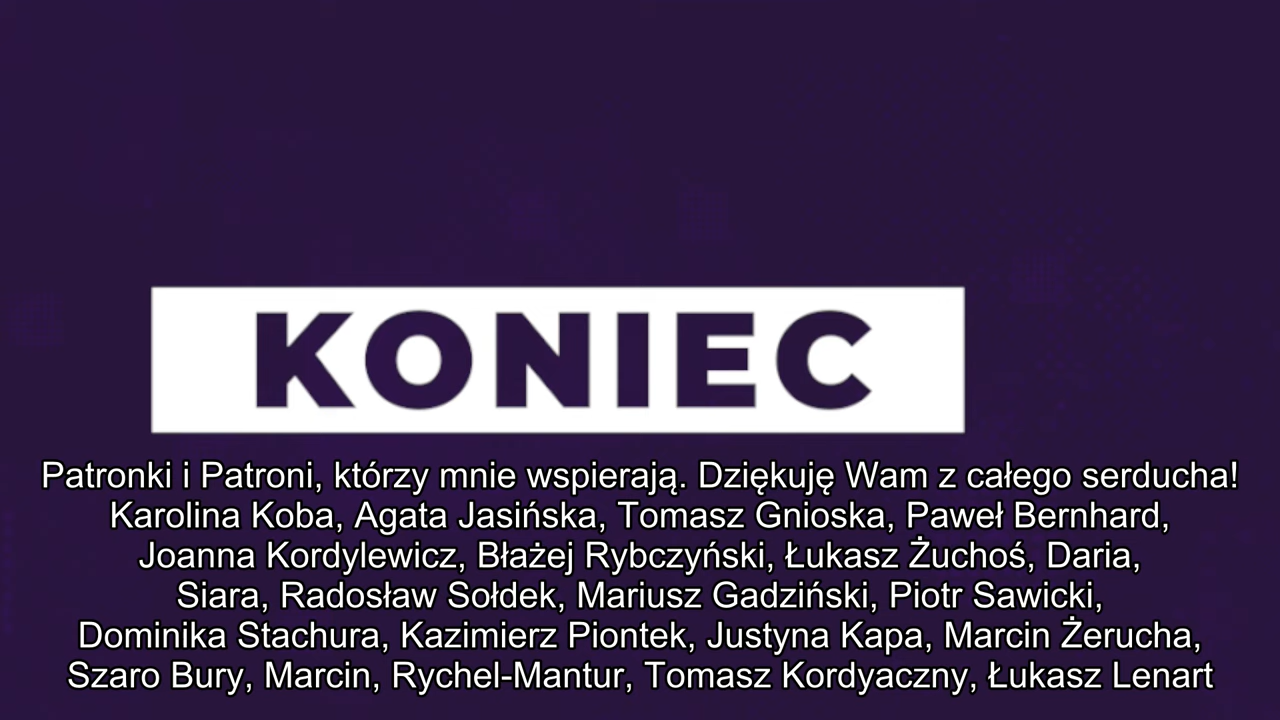 KONIEC
Patronki i Patroni, którzy mnie wspierają. Dziękuję Wam z całego serducha!
Karolina Koba, Agata Jasińska, Tomasz Gnioska, Paweł Bernhard,
Joanna Kordylewicz, Błażej Rybczyński, Łukasz Żuchoś, Daria,
Siara, Radosław Sołdek, Mariusz Gadziński, Piotr Sawicki,
Dominika Stachura, Kazimierz Piontek, Justyna Kapa, Marcin Żerucha,
Szaro Bury, Marcin, Rychel-Mantur, Tomasz Kordyaczny, Łukasz Lenart